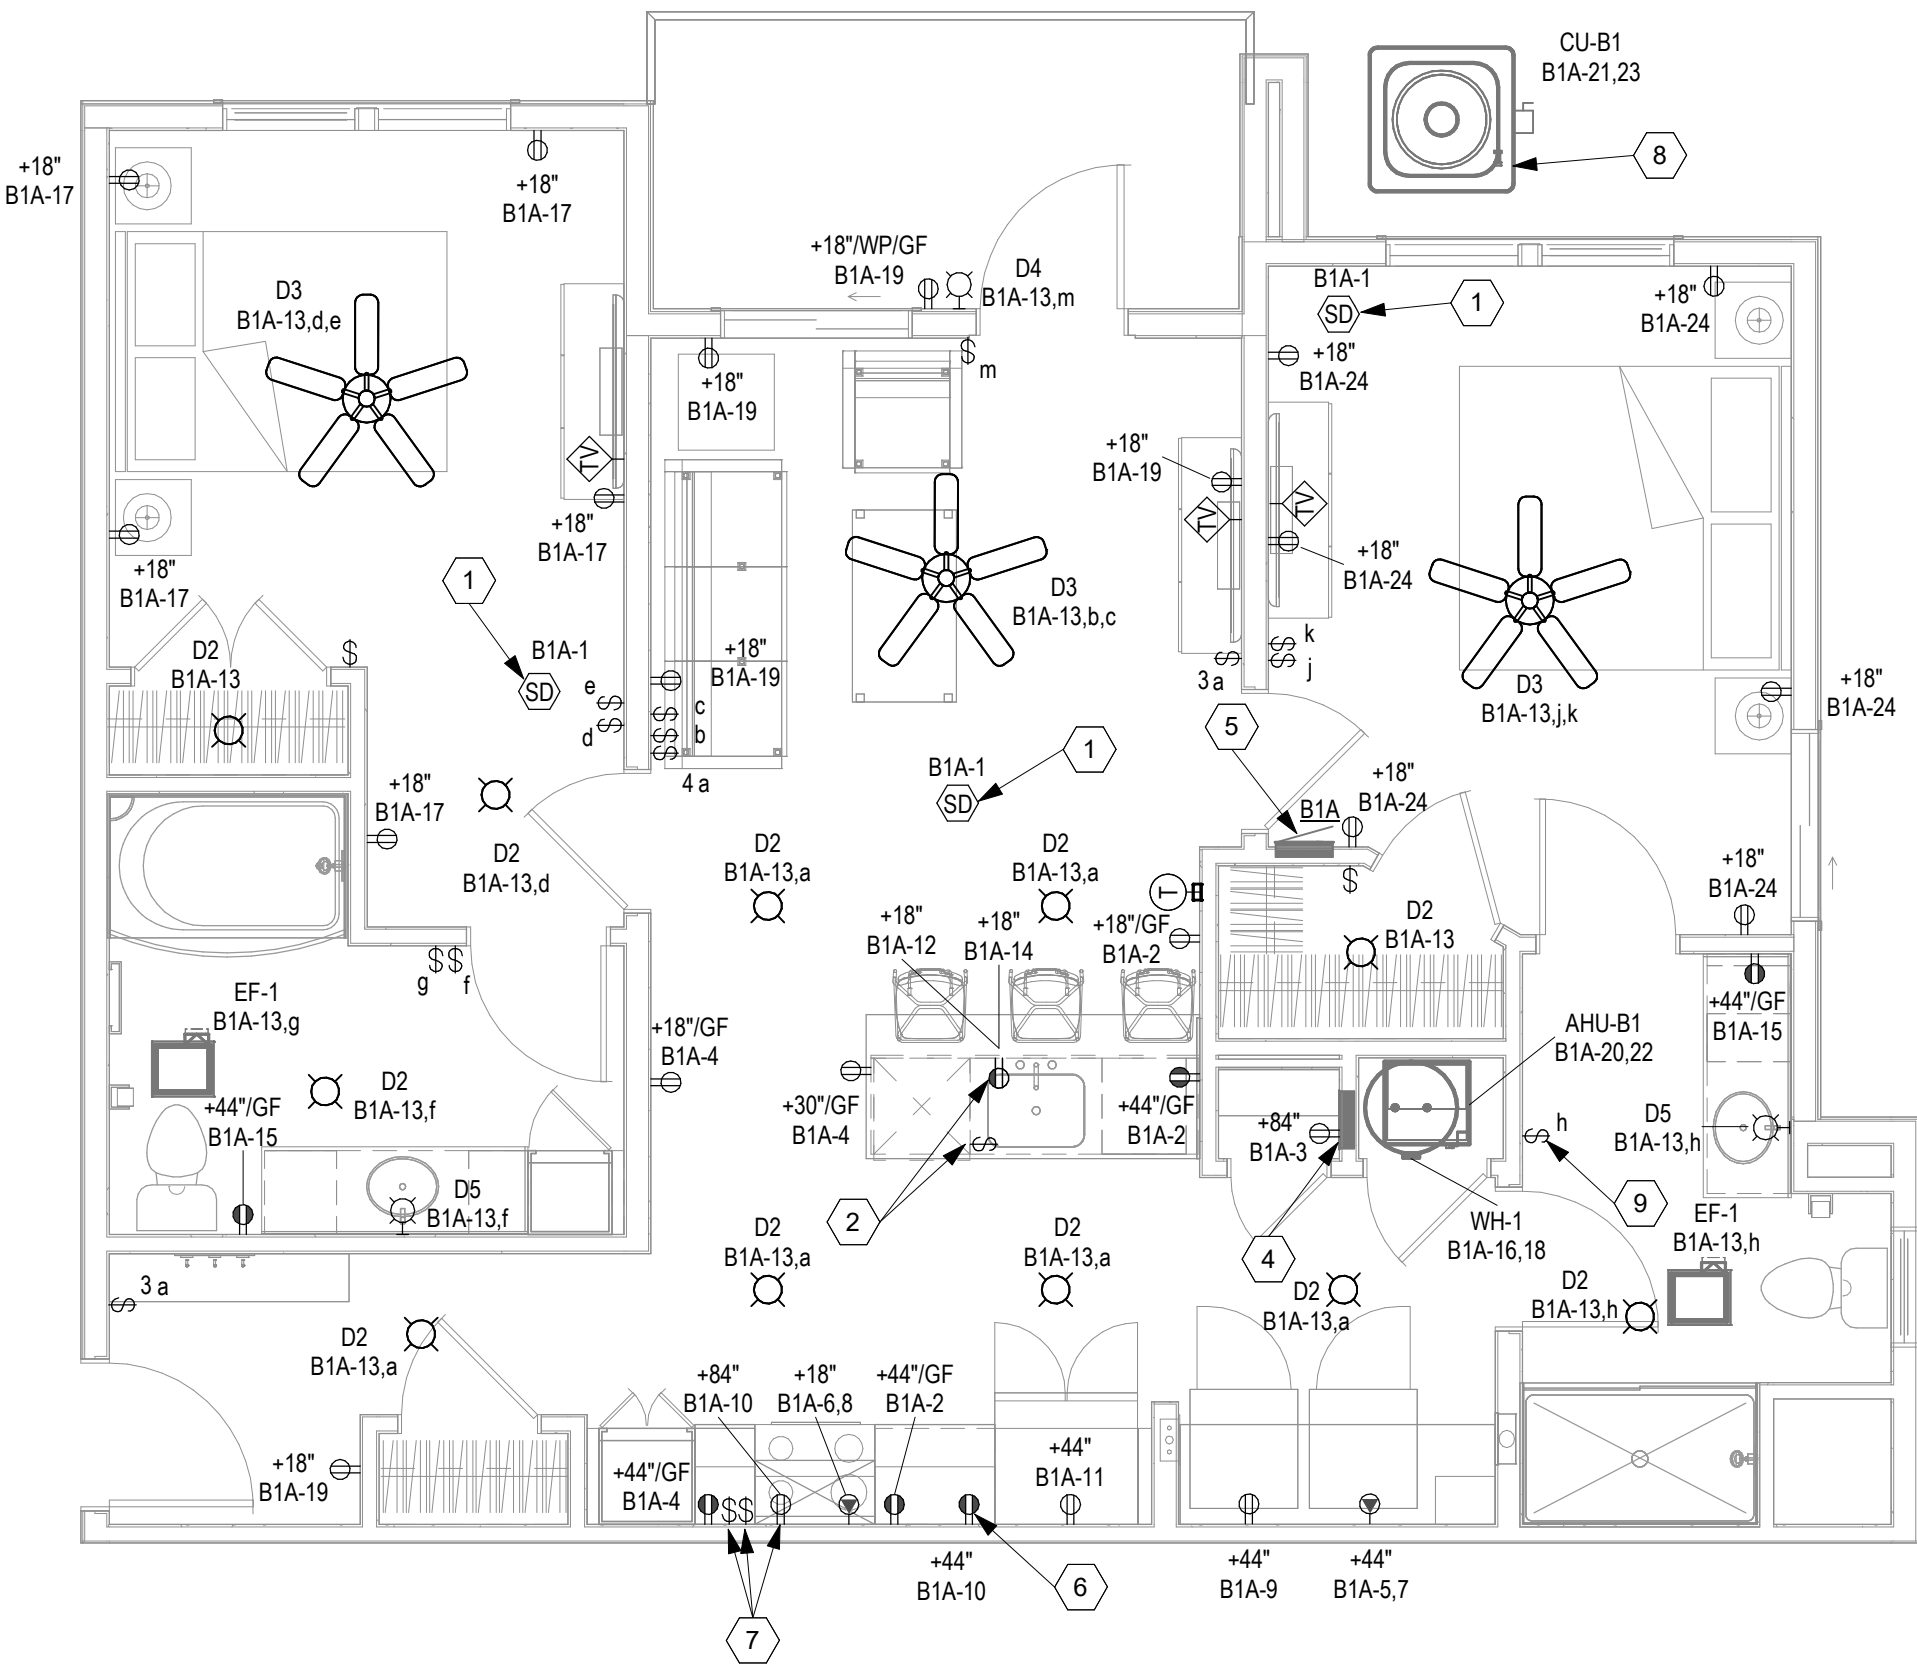 CU-B1
B1A-21,23
8
+18"
B1A-17
+18"
B1A-17
+18"/WP/GF
B1A-19
D4
B1A-13,m
B1A-1
SD
1
+18"
B1A-24
D3
B1A-13,d,e
$
m
+18"
B1A-19
+18"
B1A-24
TV
+18"
B1A-17
+18"
B1A-19
TV
TV
+18"
B1A-24
+18"
B1A-17
1
B1A-1
SD
D3
B1A-13,b,c
$
$
k
j
$
3 a
D3
B1A-13,j,k
+18"
B1A-24
D2
B1A-13
$
+18"
B1A-19
e
$
$
d
$
c
$
b
$
4 a
5
1
B1A-1
SD
+18"
B1A-17
B1A
+18"
B1A-24
D2
B1A-13,d
D2
B1A-13,a
D2
B1A-13,a
T
$
+18"
B1A-24
D2
B1A-13
+18"
B1A-12
+18"
B1A-14
+18"/GF
B1A-2
$
$
g
f
EF-1
B1A-13,g
+18"/GF
B1A-4
+44"/GF
B1A-15
AHU-B1
B1A-20,22
D2
B1A-13,f
+44"/GF
B1A-15
+30"/GF
B1A-4
+44"/GF
B1A-2
$
+84"
B1A-3
$
h
D5
B1A-13,h
D5
B1A-13,f
2
4
9
WH-1
B1A-16,18
EF-1
B1A-13,h
D2
B1A-13,a
D2
B1A-13,a
D2
B1A-13,a
D2
B1A-13,h
3 a
$
D2
B1A-13,a
+84"
B1A-10
+18"
B1A-6,8
+44"/GF
B1A-2
+18"
B1A-19
+44"/GF
B1A-4
$
$
+44"
B1A-11
+44"
B1A-10
6
+44"
B1A-9
+44"
B1A-5,7
7